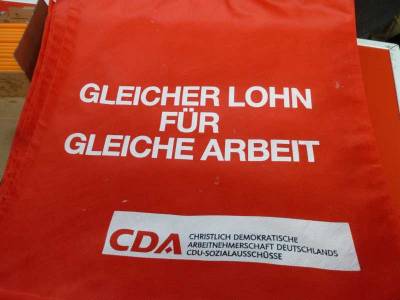 GLEICHER LOHN
FÜR
GLEICHE ARBEIT
CDA
CHRISTLICH DEMOKRATISCHE
ARBEITNEHMERSCHAFT DEUTSCHLANDS
CDU-SOZIALAUSSCHÜSSE